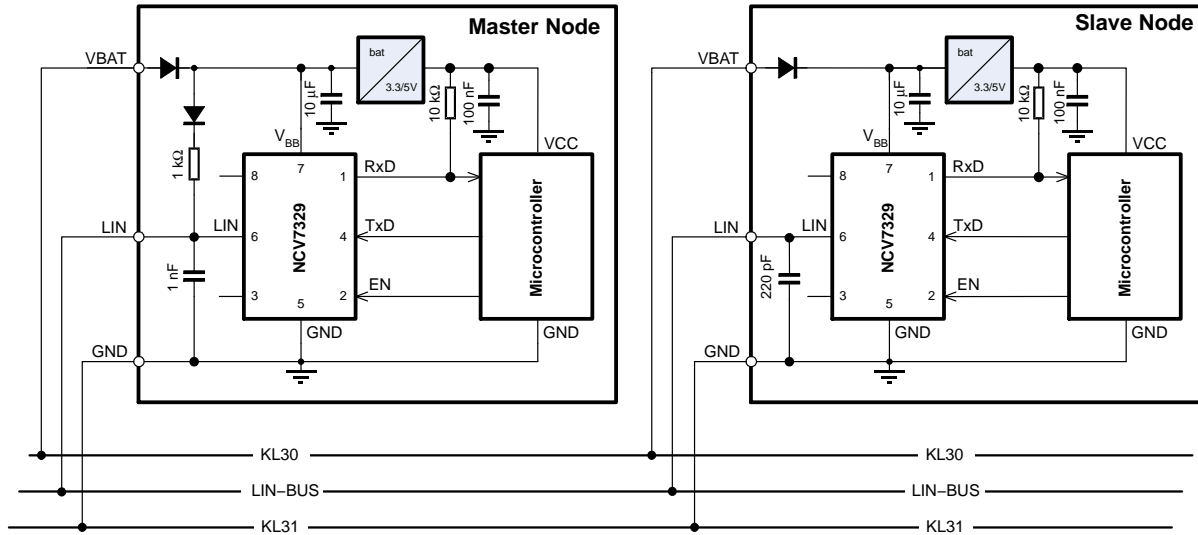 Master Node
VBAT
bat
3.3/5V
10 µF
10 kΩ
100 nF
VBB
VCC
1 kΩ
7
8
1
RxD
LIN
LIN
6
NCV7329
4
TxD
Microcontroller
1 nF
3
5
2
EN
GND
GND
GND
Slave Node
VBAT
bat
3.3/5V
10 µF
10 kΩ
100 nF
VBB
VCC
7
8
1
RxD
LIN
LIN
6
NCV7329
4
TxD
Microcontroller
220 pF
3
5
2
EN
GND
GND
GND
KL30
KL30
LIN−BUS
LIN−BUS
KL31
KL31